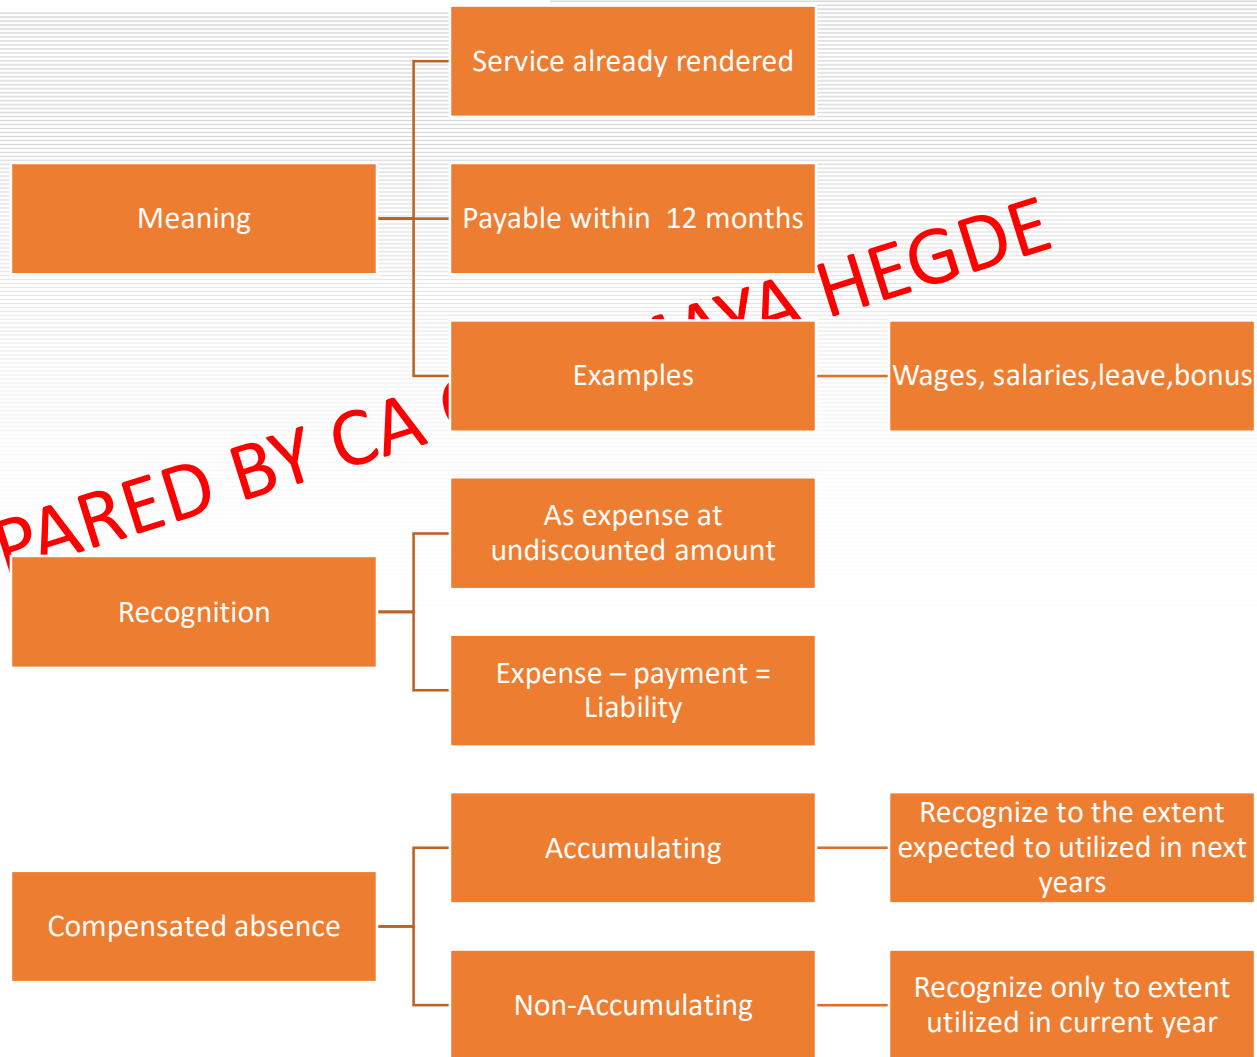 Meaning
Service already rendered
Payable within  12 months
Examples
Wages, salaries,leave,bonus
Recognition
As expense at
undiscounted amount
Expense – payment =
Liability
Compensated absence
Accumulating
Recognize to the extent
expected to utilized in next
years
Non-Accumulating
Recognize only to extent
utilized in current year
BY CA
HEGDE